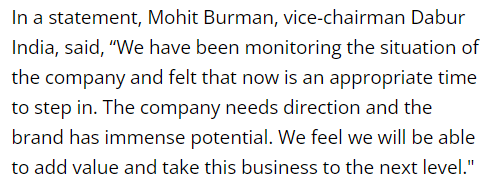 In a statement, Mohit Burman, vice-chairman Dabur
India, said, “We have been monitoring the situation of
the company and felt that now is an appropriate time
to step in. The company needs direction and the
brand has immense potential. We feel we will be able
to add value and take this business to the next level."